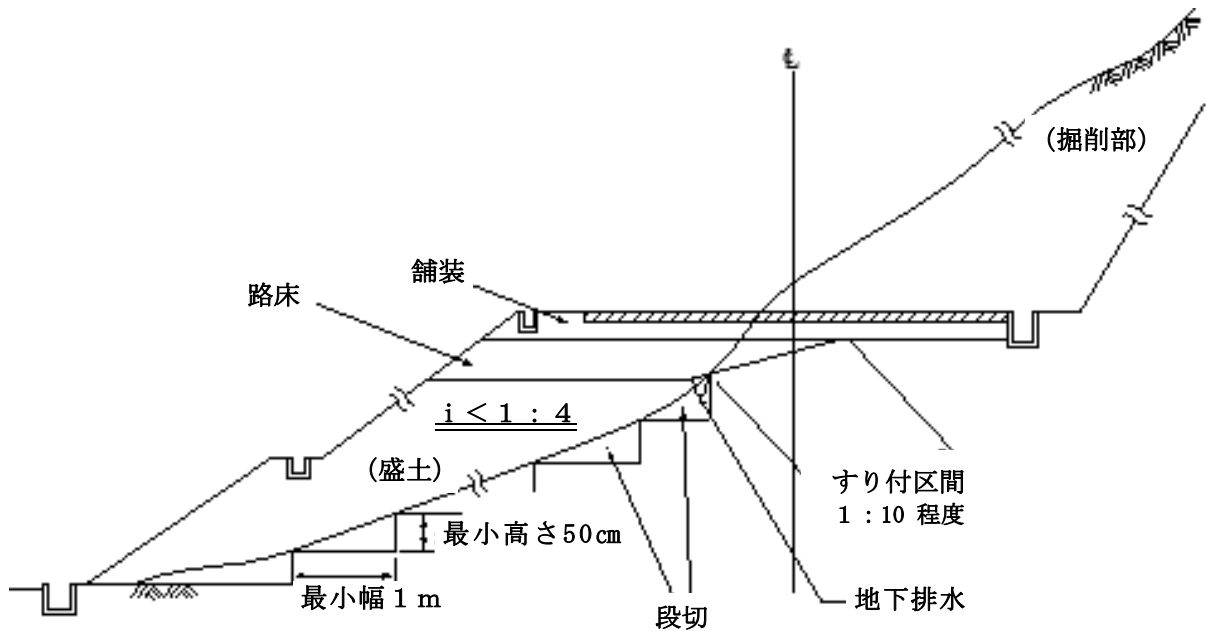 ℄
(掘削部)
舗装
路床
i<1:4
(盛土)
すり付区間
1:10 程度
最小高さ50㎝
最小幅1m
段切
地下排水